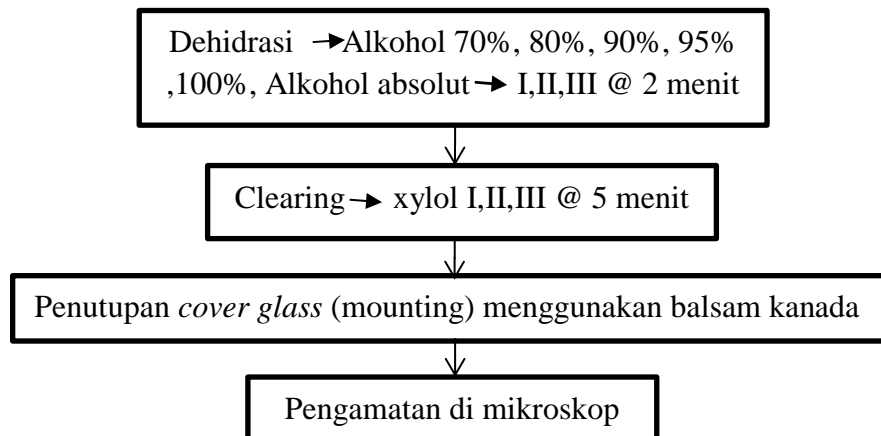 Dehidrasi →Alkohol 70%, 80%, 90%, 95%
,100%, Alkohol absolut→ I,II,III @ 2 menit
Clearing→ xylol I,II,III @ 5 menit
Penutupan cover glass (mounting) menggunakan balsam kanada
Pengamatan di mikroskop